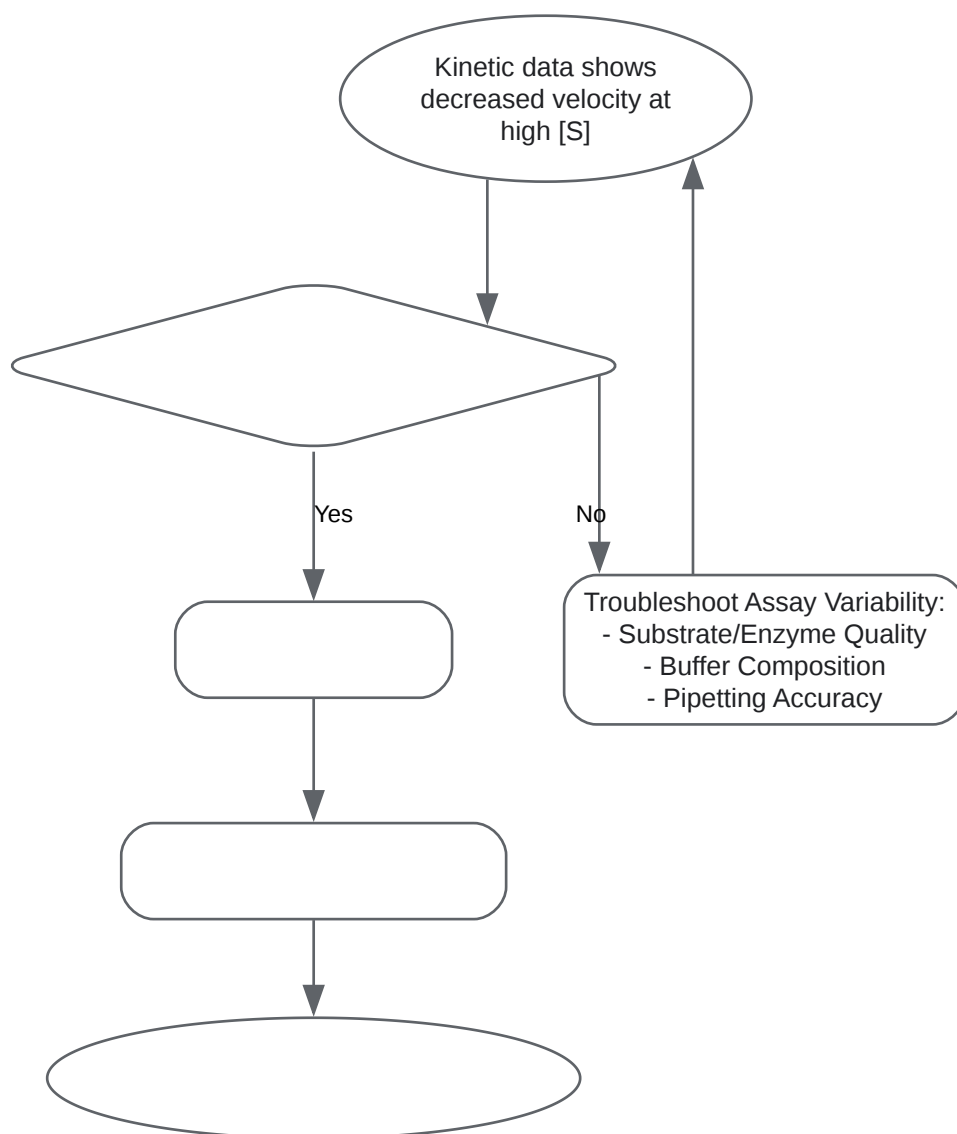 Kinetic data shows
decreased velocity at
high [S]
Yes
No
Troubleshoot Assay Variability:
- Substrate/Enzyme Quality
- Buffer Composition
- Pipetting Accuracy